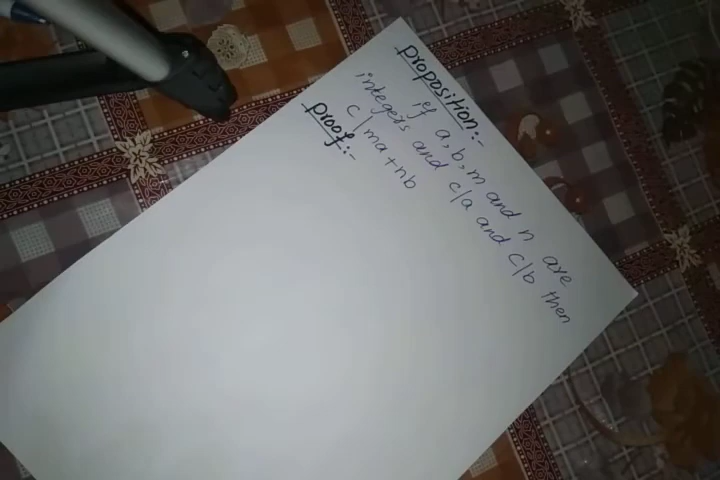 proposition:-
if a, b, m and n are
integers and c/a and c/b then
c | ma + nb
proof:-